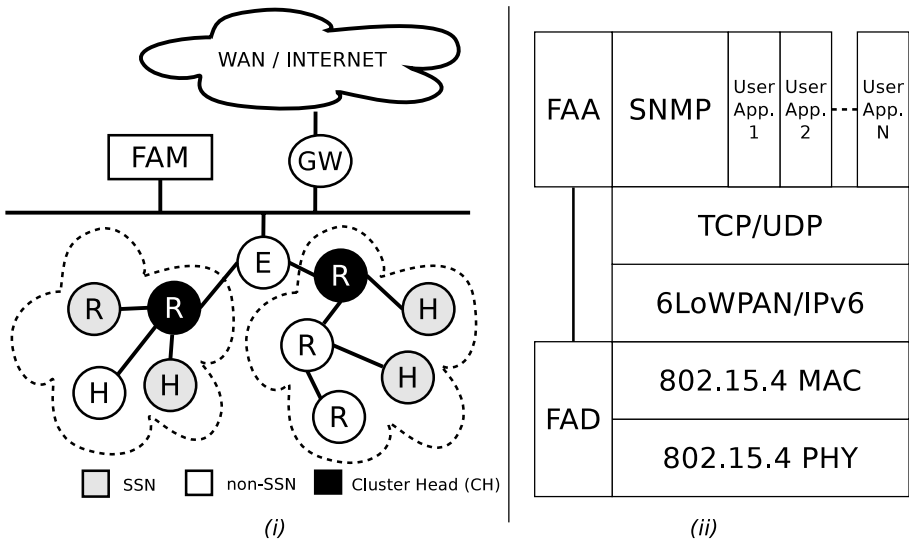 WAN / INTERNET
FAM
GW
E
R
R
R
H
H
H
R
H
R
SSN
non-SSN
Cluster Head (CH)
(i)
FAA
SNMP
User
App.
1
User
App.
2
User
App.
N
TCP/UDP
6LoWPAN/IPv6
FAD
802.15.4 MAC
802.15.4 PHY
(ii)